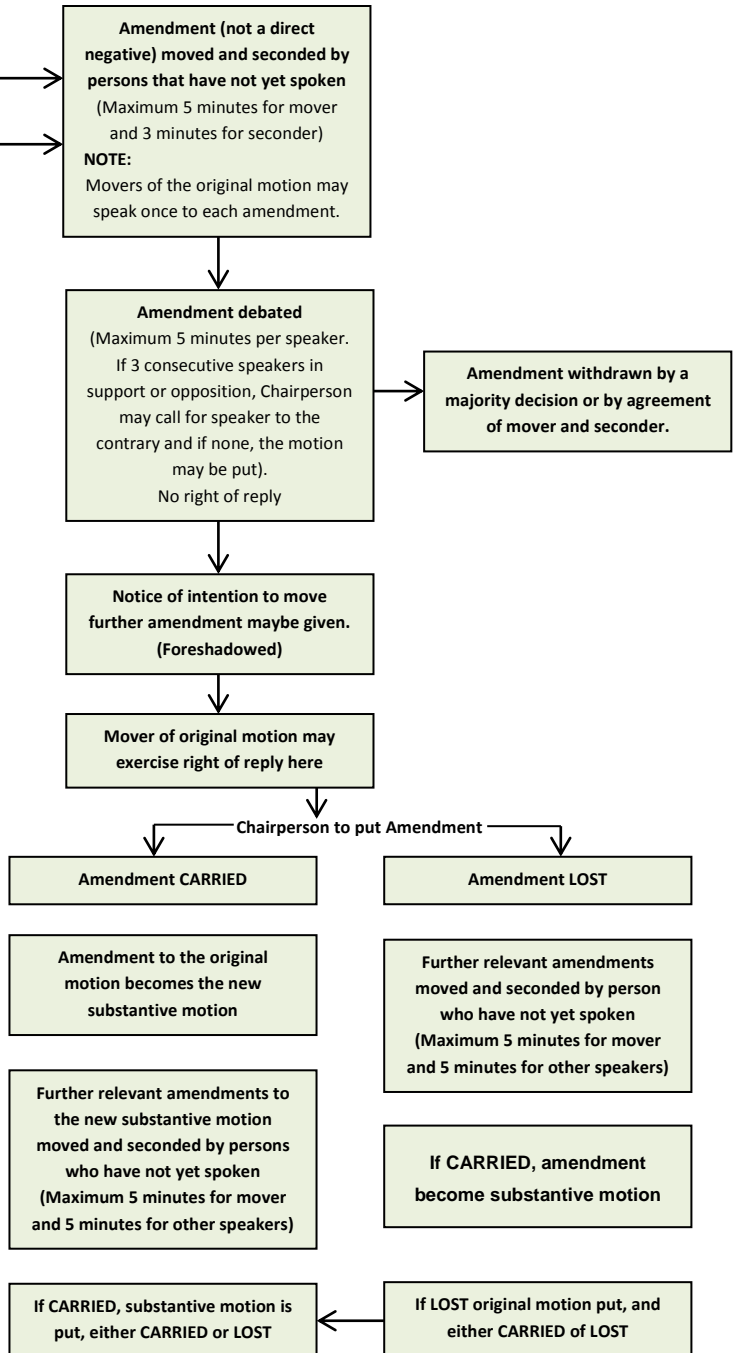 Amendment (not a direct
negative) moved and seconded by
persons that have not yet spoken
(Maximum 5 minutes for mover
and 3 minutes for seconder)
NOTE:
Movers of the original motion may
speak once to each amendment.
Amendment debated
(Maximum 5 minutes per speaker.
If 3 consecutive speakers in
support or opposition, Chairperson
may call for speaker to the
contrary and if none, the motion
may be put).
No right of reply
Amendment withdrawn by a
majority decision or by agreement
of mover and seconder.
Notice of intention to move
further amendment maybe given.
(Foreshadowed)
Mover of original motion may
exercise right of reply here
Chairperson to put Amendment
Amendment CARRIED
Amendment LOST
Amendment to the original
motion becomes the new
substantive motion
Further relevant amendments
moved and seconded by person
who have not yet spoken
(Maximum 5 minutes for mover
and 5 minutes for other speakers)
Further relevant amendments to
the new substantive motion
moved and seconded by persons
who have not yet spoken
(Maximum 5 minutes for mover
and 5 minutes for other speakers)
If CARRIED, amendment
become substantive motion
If CARRIED, substantive motion is
put, either CARRIED or LOST
If LOST original motion put, and
either CARRIED of LOST